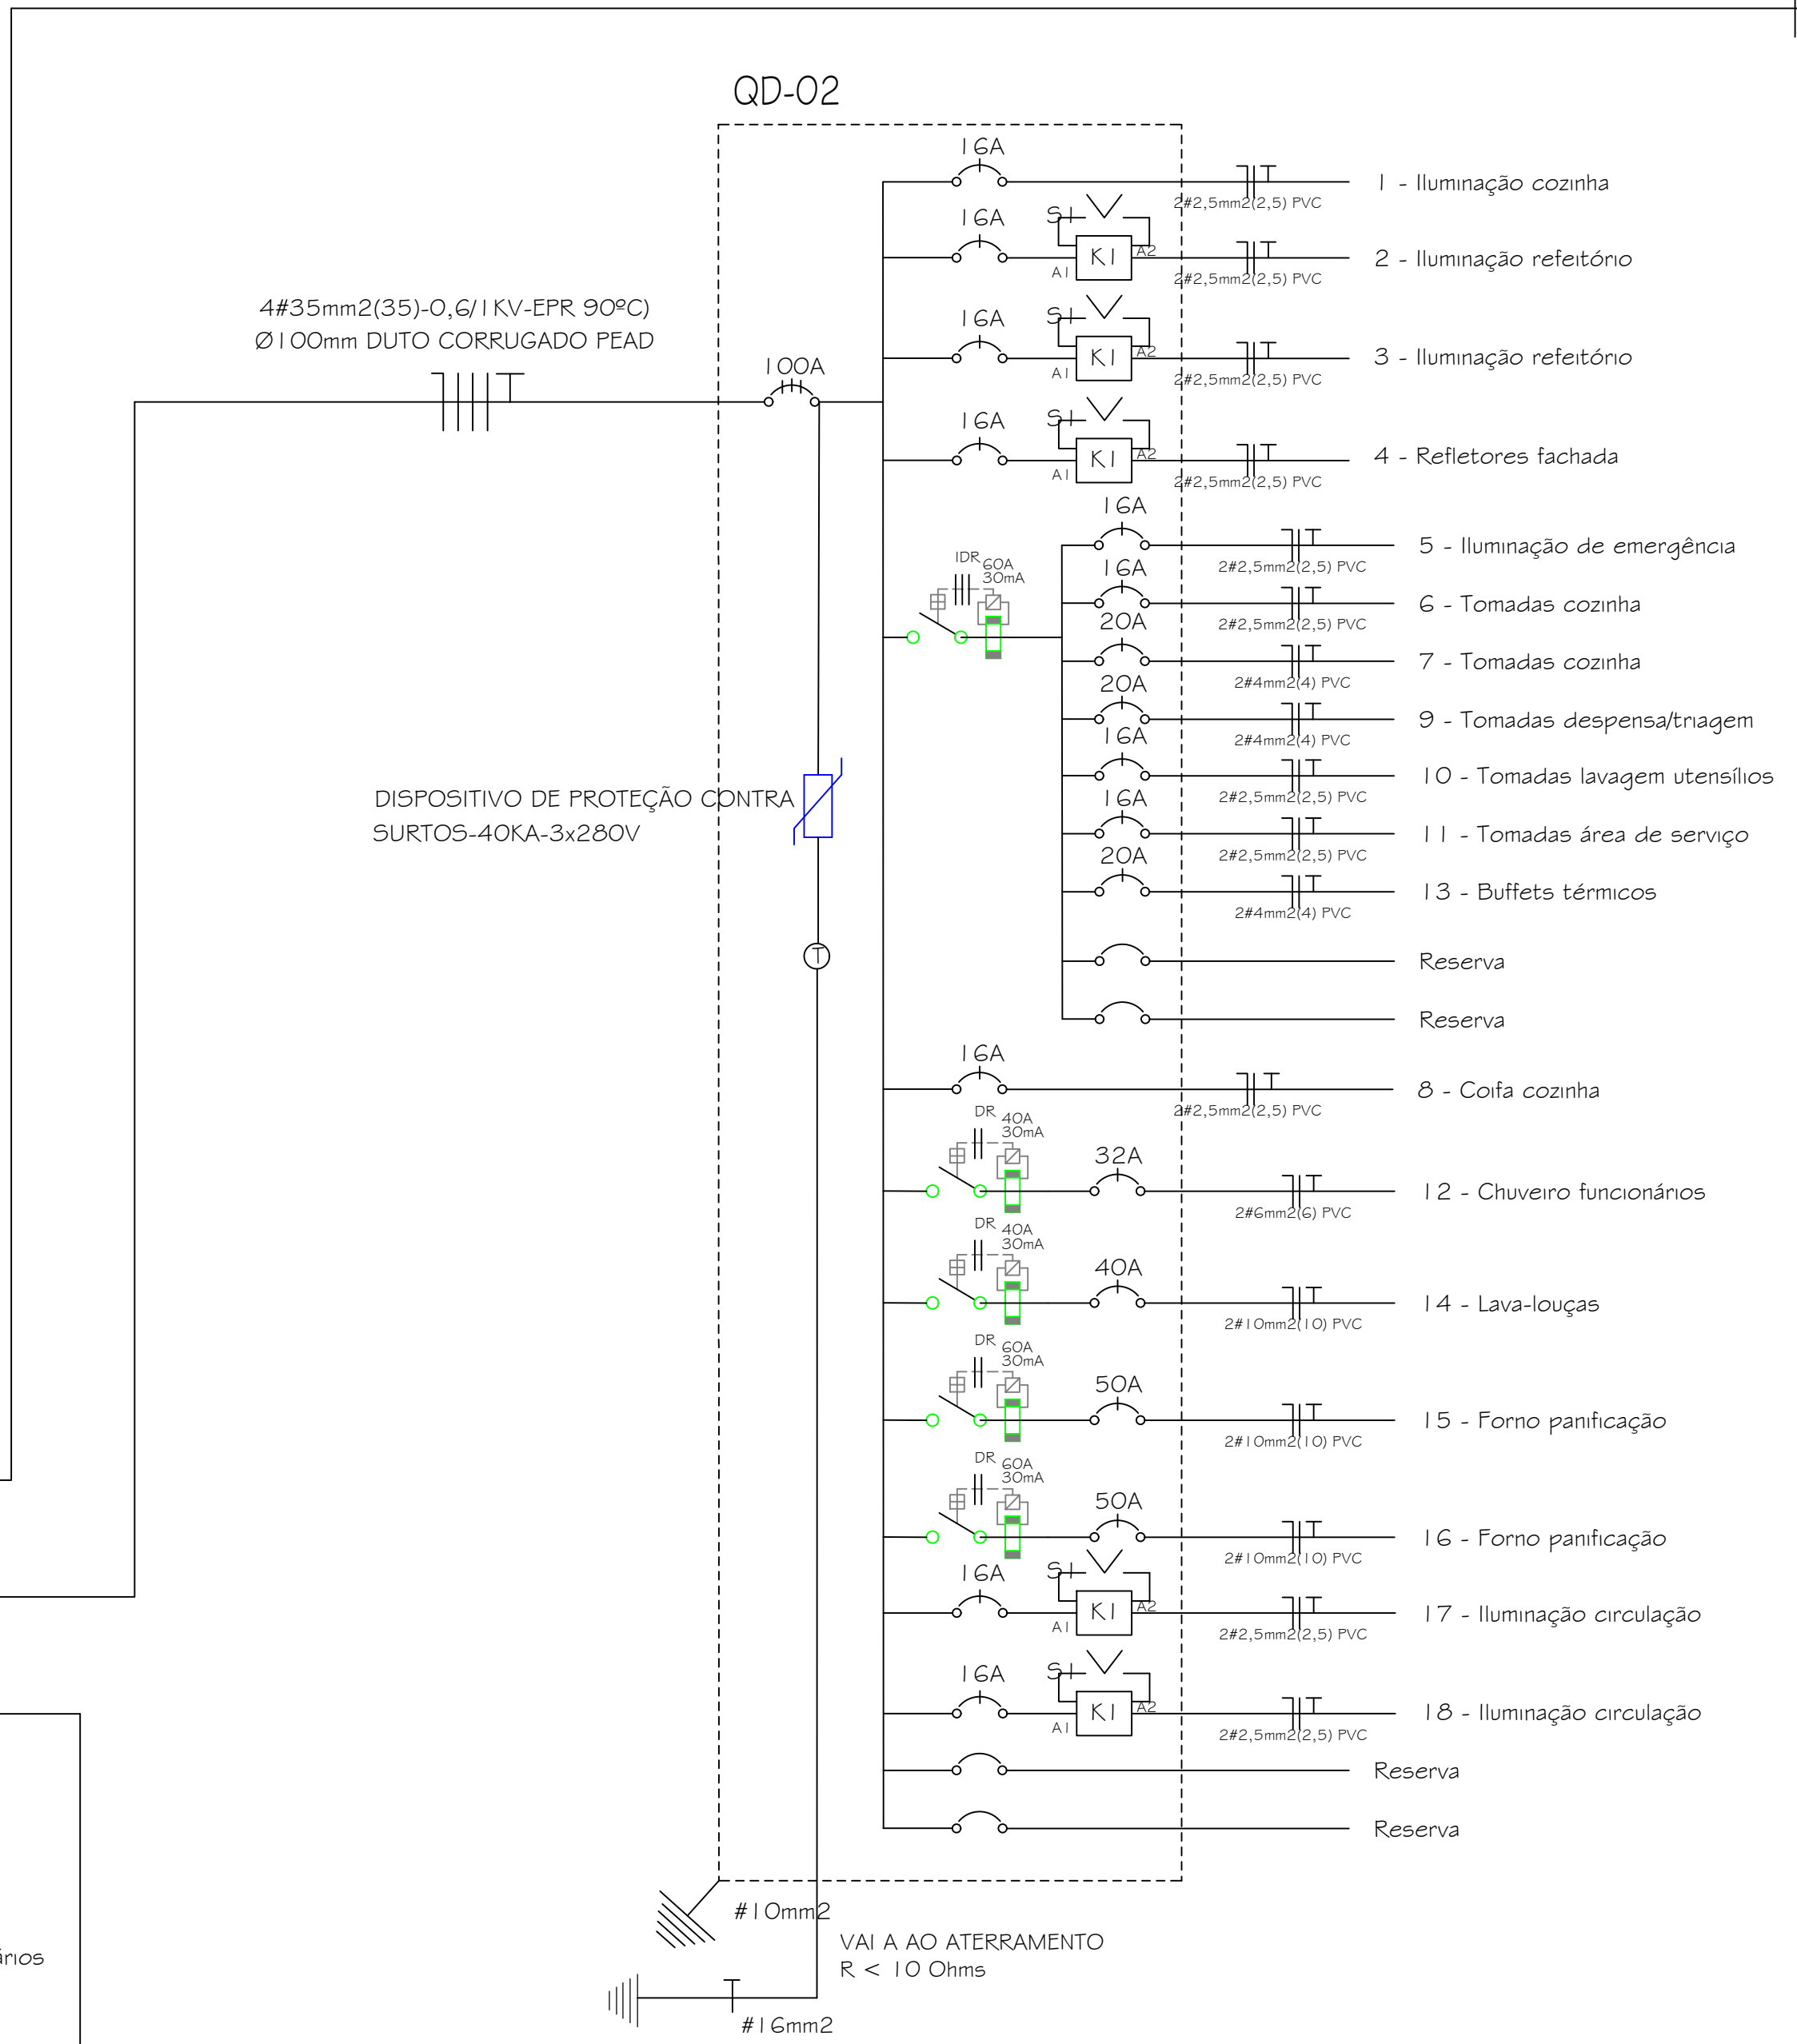 QD-02
16A
1 - Iluminação cozinha
2#2,5mm2(2,5) PVC
16A
S1
K1
A1
A2
2 - Iluminação refeitório
2#2,5mm2(2,5) PVC
4#35mm2(35)-0,6/1KV-EPR 90ºC)
Ø100mm DUTO CORRUGADO PEAD
100A
16A
S1
K1
A1
A2
3 - Iluminação refeitório
2#2,5mm2(2,5) PVC
16A
S1
K1
A1
A2
4 - Refletores fachada
2#2,5mm2(2,5) PVC
IDR
60A
30mA
16A
5 - Iluminação de emergência
2#2,5mm2(2,5) PVC
16A
6 - Tomadas cozinha
2#2,5mm2(2,5) PVC
20A
7 - Tomadas cozinha
2#4mm2(4) PVC
20A
9 - Tomadas despensa/triagem
2#4mm2(4) PVC
16A
10 - Tomadas lavagem utensílios
2#2,5mm2(2,5) PVC
DISPOSITIVO DE PROTEÇÃO CONTRA
SURTOS-40KA-3x280V
16A
11 - Tomadas área de serviço
2#2,5mm2(2,5) PVC
20A
13 - Buffets térmicos
2#4mm2(4) PVC
T
Reserva
Reserva
16A
8 - Coifa cozinha
2#2,5mm2(2,5) PVC
DR
40A
30mA
32A
12 - Chuveiro funcionários
2#6mm2(6) PVC
DR
40A
30mA
40A
14 - Lava-louças
2#10mm2(10) PVC
DR
60A
30mA
50A
15 - Forno panificação
2#10mm2(10) PVC
DR
60A
30mA
50A
16 - Forno panificação
2#10mm2(10) PVC
16A
S1
K1
A1
A2
17 - Iluminação circulação
2#2,5mm2(2,5) PVC
16A
S1
K1
A1
A2
18 - Iluminação circulação
2#2,5mm2(2,5) PVC
Reserva
Reserva
#10mm2
VAI A AO ATERRAMENTO
R < 10 Ohms
#16mm2